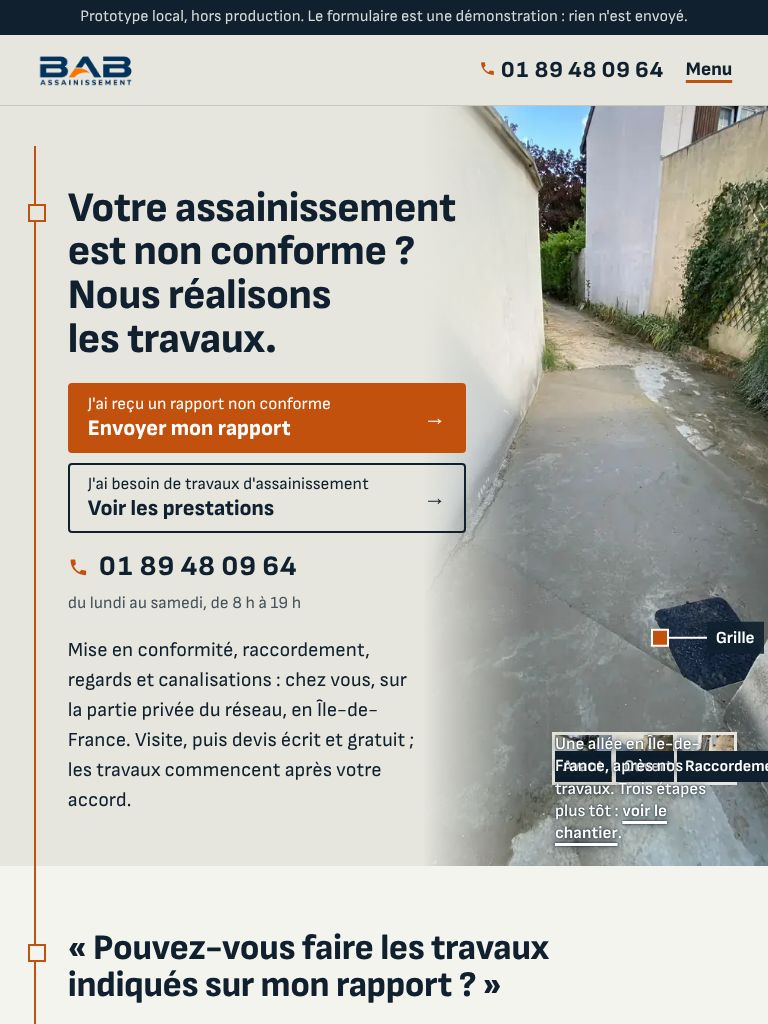 Prototype local, hors production. Le formulaire est une démonstration : rien n'est envoyé.
BAB
ASSAINISSEMENT
01 89 48 09 64
Menu
Votre assainissement
est non conforme ?
Nous réalisons
les travaux.
J'ai reçu un rapport non conforme
Envoyer mon rapport
→
J'ai besoin de travaux d'assainissement
Voir les prestations
→
01 89 48 09 64
du lundi au samedi, de 8 h à 19 h
Mise en conformité, raccordement,
regards et canalisations : chez vous, sur
la partie privée du réseau, en Île-de-
France. Visite, puis devis écrit et gratuit ;
les travaux commencent après votre
accord.
Grille
Une allée en Île-de-
France, après nos
Raccordeme
travaux. Trois étapes
plus tôt : voir le
chantier.
« Pouvez-vous faire les travaux
indiqués sur mon rapport ? »